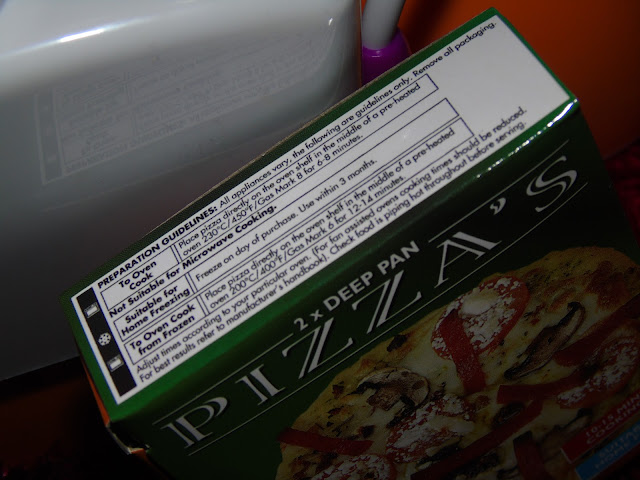 PREPARATION GUIDELINES: All appliances vary, the following are guidelines only. Remove all packaging.
To Oven Cook
Place pizza directly on the oven shelf in the middle of a pre-heated
oven 230°C/450°F/Gas Mark 8 for 6-8 minutes.
Not Suitable for Microwave Cooking.
Suitable for Home Freezing
Freeze on day of purchase. Use within 3 months.
To Oven Cook from Frozen
Place pizza directly on the oven shelf in the middle of a pre-heated
oven 200°C/400°F/Gas Mark 6 for 12-14 minutes.
Adjust times according to your particular oven. (For fan assisted ovens cooking times should be reduced.
For best results refer to manufacturer's handbook). Check food is piping hot throughout before serving.
2 x DEEP PAN
PIZZA'S